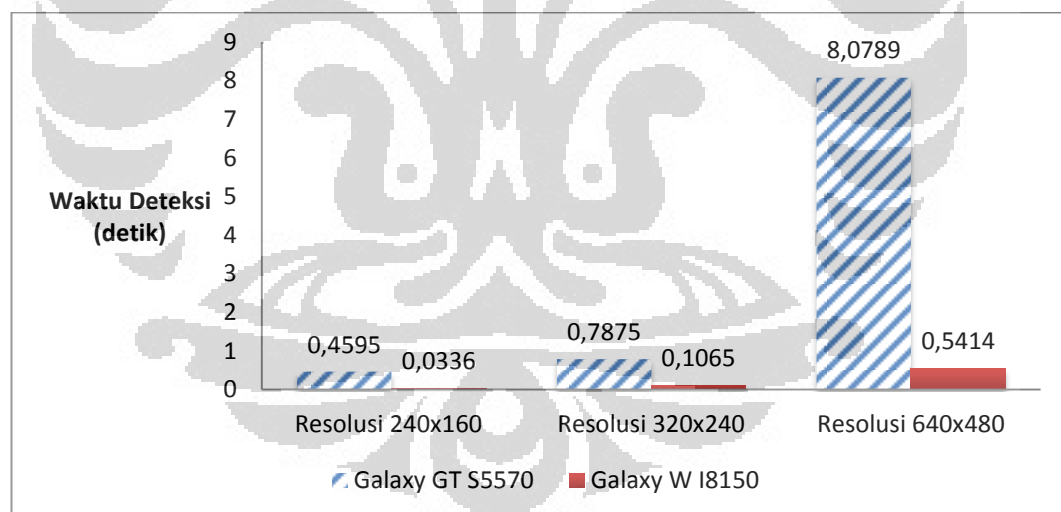 9
8
7
6
5
4
3
2
1
0
Waktu Deteksi
(detik)
0,4595
0,0336
0,7875
0,1065
8,0789
0,5414
Resolusi 240x160
Resolusi 320x240
Resolusi 640x480
Galaxy GT S5570
Galaxy W I8150